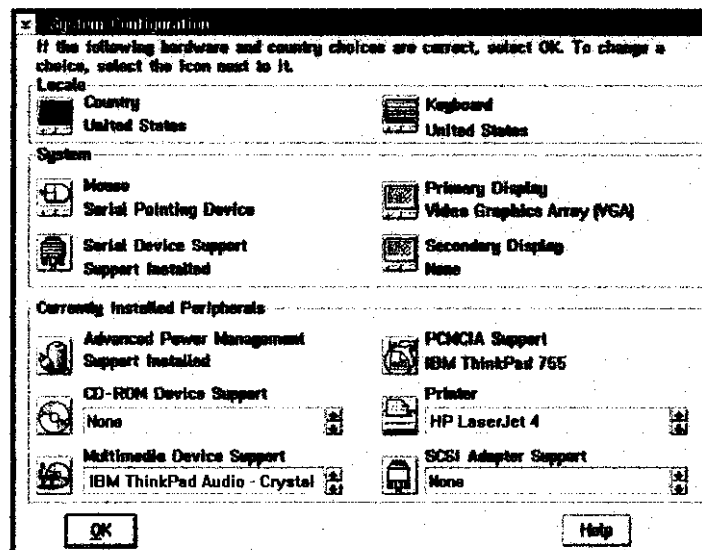 System Configuration
If the following hardware and country choices are correct, select OK. To change a
choice, select the icon next to it.
Locale
Country
United States
Keyboard
United States
System
Mouse
Serial Pointing Device
Primary Display
Video Graphics Array (VGA)
Serial Device Support
Support Installed
Secondary Display
None
Currently Installed Peripherals
Advanced Power Management
Support Installed
PCMCIA Support
IBM ThinkPad 755
CD-ROM Device Support
None
Printer
HP LaserJet 4
Multimedia Device Support
IBM ThinkPad Audio - Crystal
SCSI Adapter Support
None
OK
Help